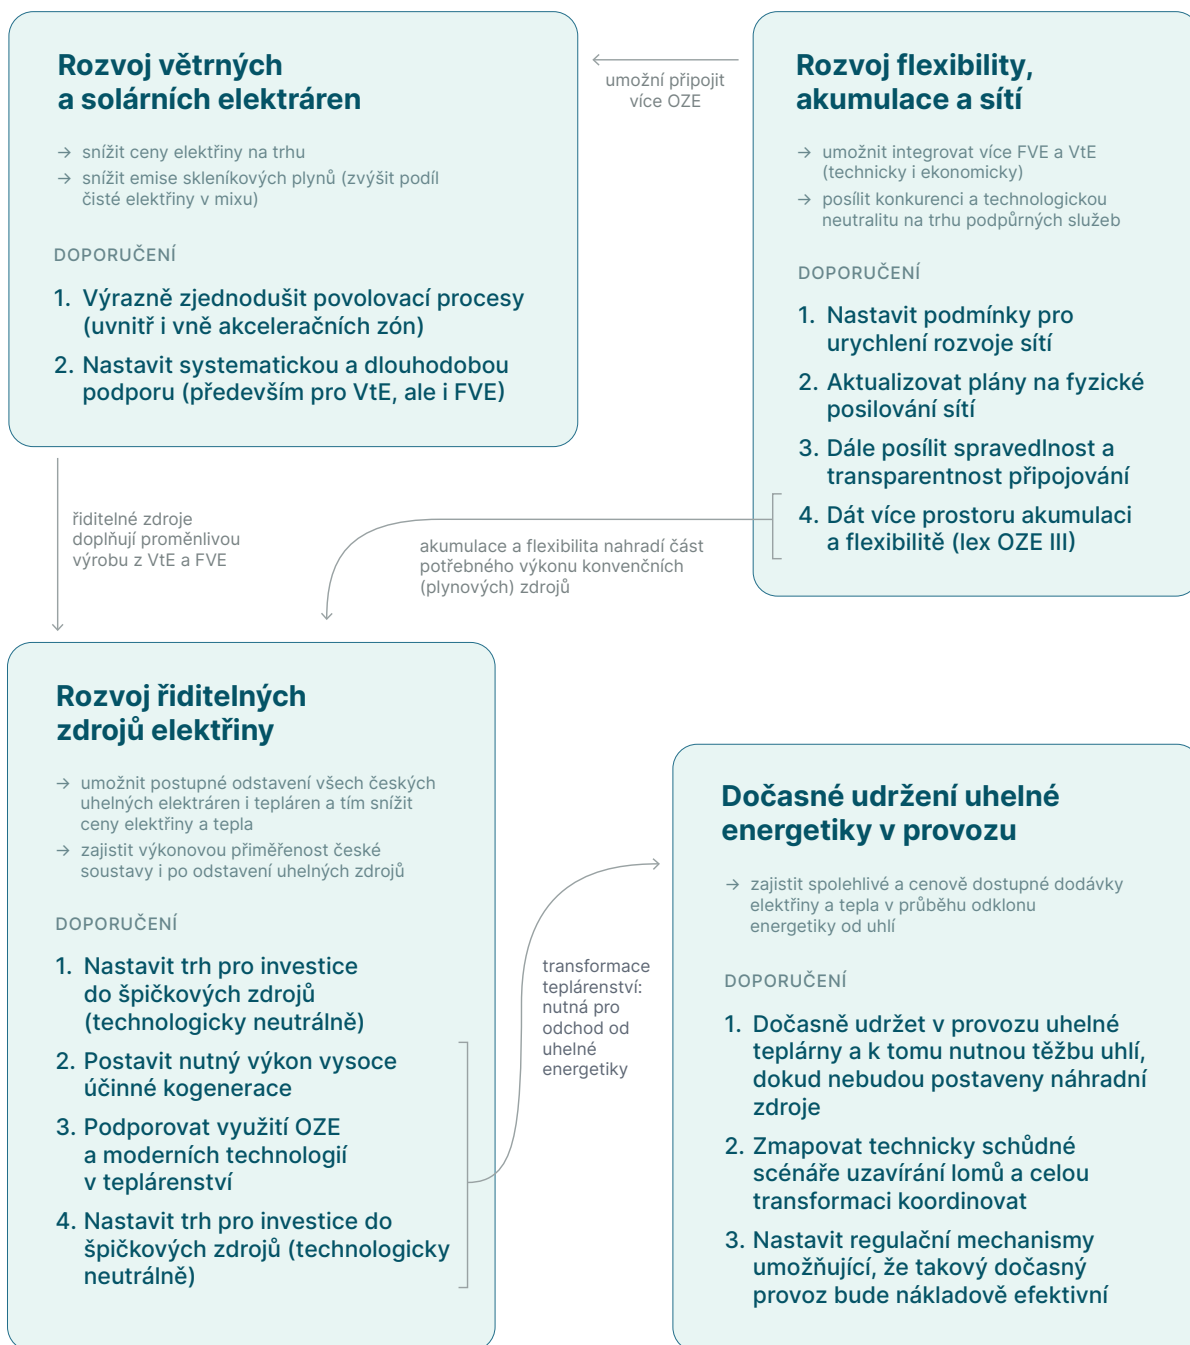 Rozvoj větrných
a solárních elektráren
→ snížit ceny elektřiny na trhu
→ snížit emise skleníkových plynů (zvýšit podíl
čisté elektřiny v mixu)
DOPORUČENÍ
1. Výrazně zjednodušit povolovací procesy
(uvnitř i vně akceleračních zón)
2. Nastavit systematickou a dlouhodobou
podporu (především pro VtE, ale i FVE)
umožní připojit
více OZE
Rozvoj flexibility,
akumulace a sítí
→ umožnit integrovat více FVE a VtE
(technicky i ekonomicky)
→ posílit konkurenci a technologickou
neutralitu na trhu podpůrných služeb
DOPORUČENÍ
1. Nastavit podmínky pro
urychlení rozvoje sítí
2. Aktualizovat plány na fyzické
posilování sítí
3. Dále posílit spravedlnost a
transparentnost připojování
4. Dát více prostoru akumulaci
a flexibilitě (lex OZE III)
řiditelné zdroje
doplňují proměnlivou
výrobu z VtE a FVE
akumulace a flexibilita nahradí část
potřebného výkonu konvenčních
(plynových) zdrojů
Rozvoj řiditelných
zdrojů elektřiny
→ umožnit postupné odstavení všech českých
uhelných elektráren i tepláren a tím snížit
ceny elektřiny a tepla
→ zajistit výkonovou přiměřenost české
soustavy i po odstavení uhelných zdrojů
DOPORUČENÍ
1. Nastavit trh pro investice
do špičkových zdrojů
(technologicky neutrálně)
2. Postavit nutný výkon vysoce
účinné kogenerace
3. Podporovat využití OZE
a moderních technologií
v teplárenství
4. Nastavit trh pro investice do
špičkových zdrojů (technologicky
neutrálně)
transformace
teplárenství:
nutná pro
odchod od
uhelné
energetiky
Dočasné udržení uhelné
energetiky v provozu
→ zajistit spolehlivé a cenově dostupné dodávky
elektřiny a tepla v průběhu odklonu
energetiky od uhlí
DOPORUČENÍ
1. Dočasně udržet v provozu uhelné
teplárny a k tomu nutnou těžbu uhlí,
dokud nebudou postaveny náhradní
zdroje
2. Zmapovat technicky schůdné
scénáře uzavírání lomů a celou
transformaci koordinovat
3. Nastavit regulační mechanismy
umožňující, že takový dočasný
provoz bude nákladově efektivní